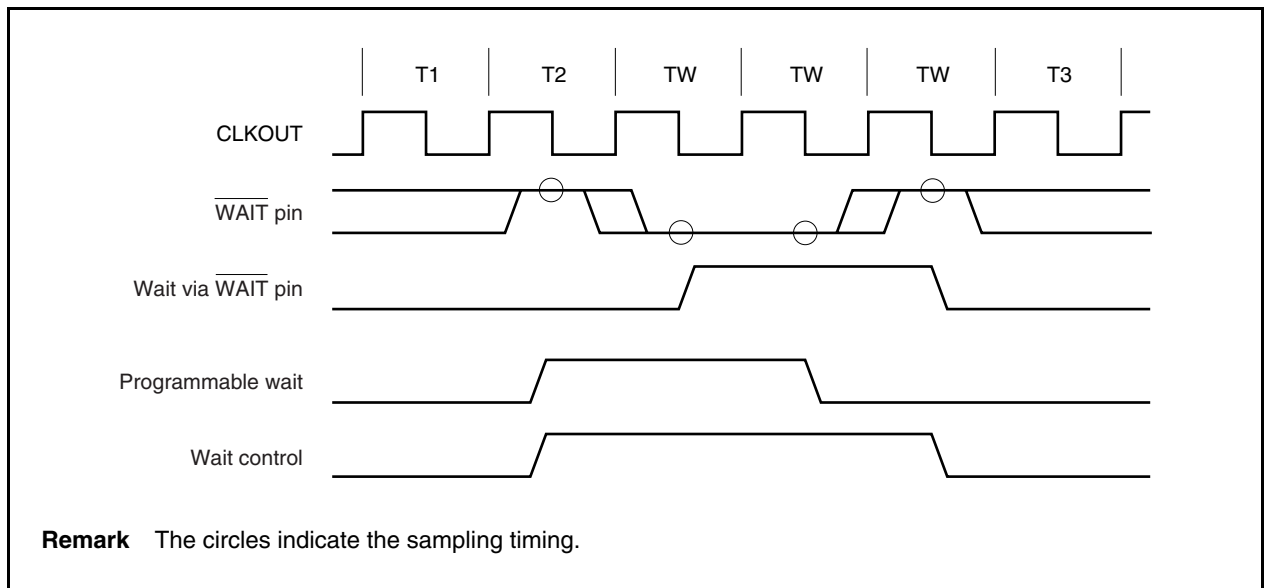 T1 T2 TW TW TW T3
CLKOUT
WAIT pin
Wait via WAIT pin
Programmable wait
Wait control
Remark The circles indicate the sampling timing.